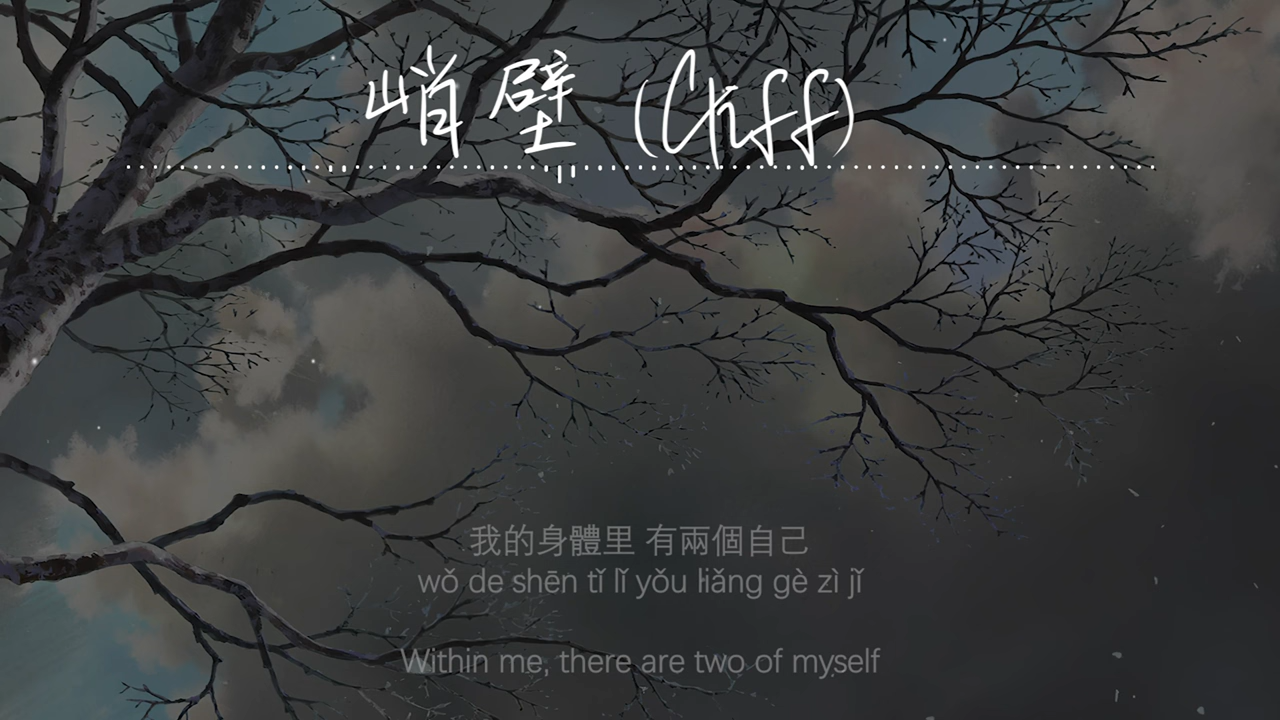 峭壁 (Cliff)
我的身體里 有兩個自己
wǒ de shēn tǐ lǐ yǒu liǎng gè zì jǐ
Within me, there are two of myself